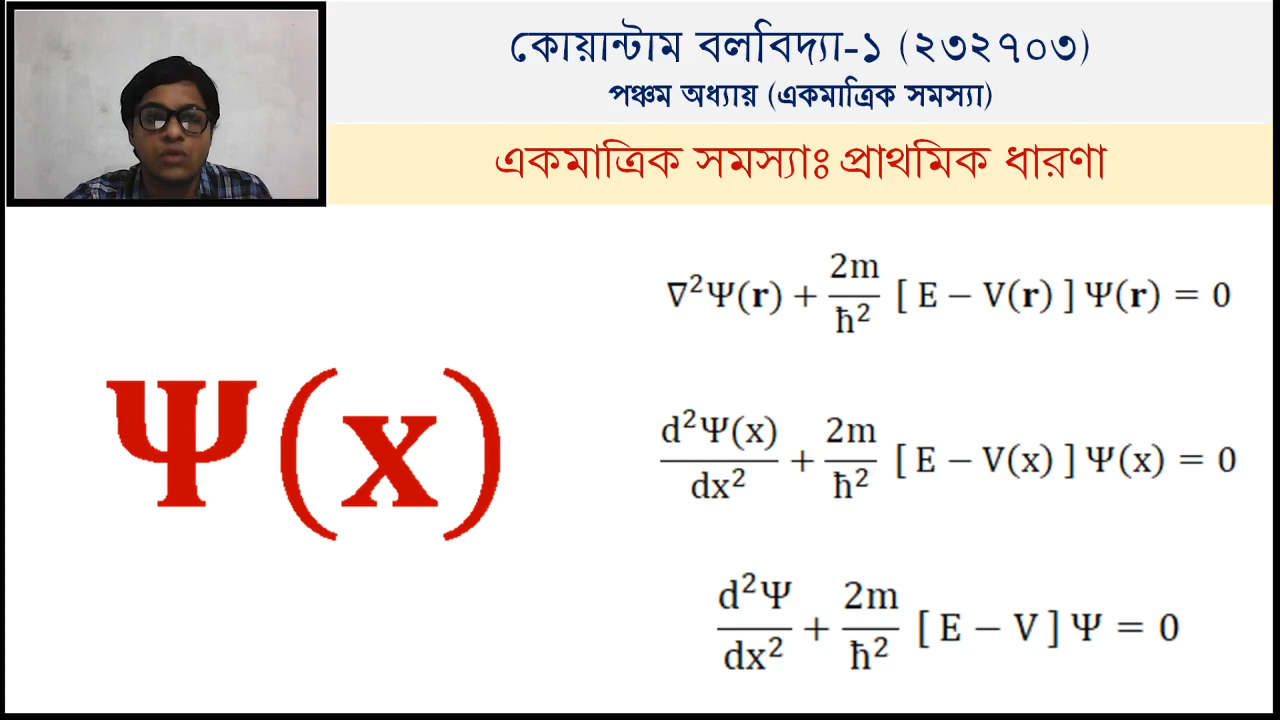 কোয়ান্টাম বলবিদ্যা-১ (২৩২৭০৩)
পঞ্চম অধ্যায় (একমাত্রিক সমস্যা)
একমাত্রিক সমস্যাঃ প্রাথমিক ধারণা
∇²Ψ(r) + 2m/ħ² [ E − V(r) ] Ψ(r) = 0
Ψ(x)
d²Ψ(x)/dx² + 2m/ħ² [ E − V(x) ] Ψ(x) = 0
d²Ψ/dx² + 2m/ħ² [ E − V ] Ψ = 0